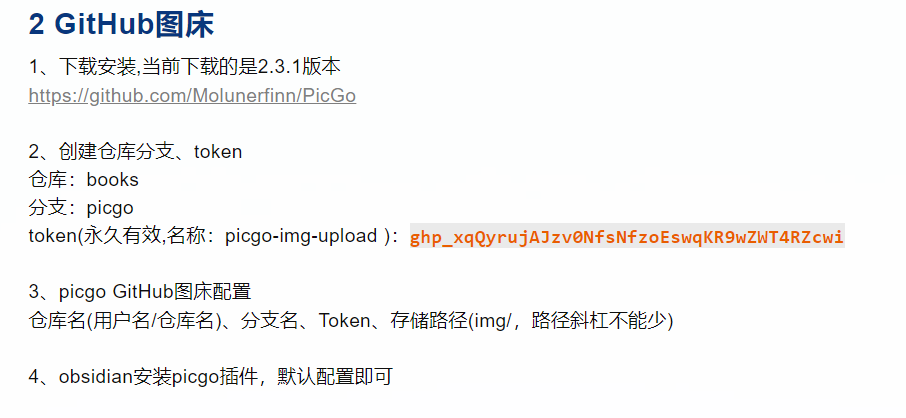 2 GitHub图床
1、下载安装,当前下载的是2.3.1版本
https://github.com/Molunerfinn/PicGo
2、创建仓库分支、token
仓库：books
分支：picgo
token(永久有效,名称：picgo-img-upload )：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
3、picgo GitHub图床配置
仓库名(用户名/仓库名)、分支名、Token、存储路径(img/，路径斜杠不能少)
4、obsidian安装picgo插件，默认配置即可